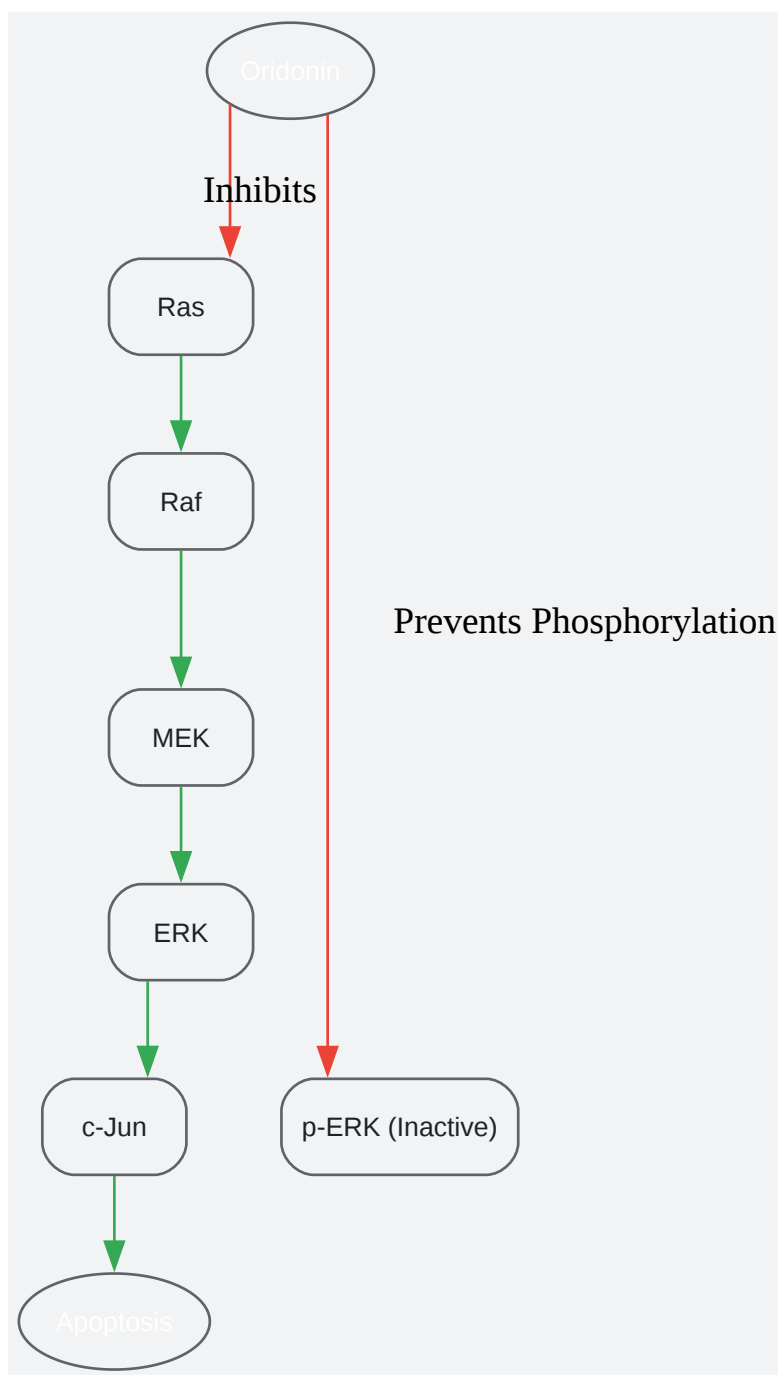 Oridonin
Inhibits
Ras
Raf
Prevents Phosphorylation
MEK
ERK
c-Jun
p-ERK (Inactive)
Apoptosis